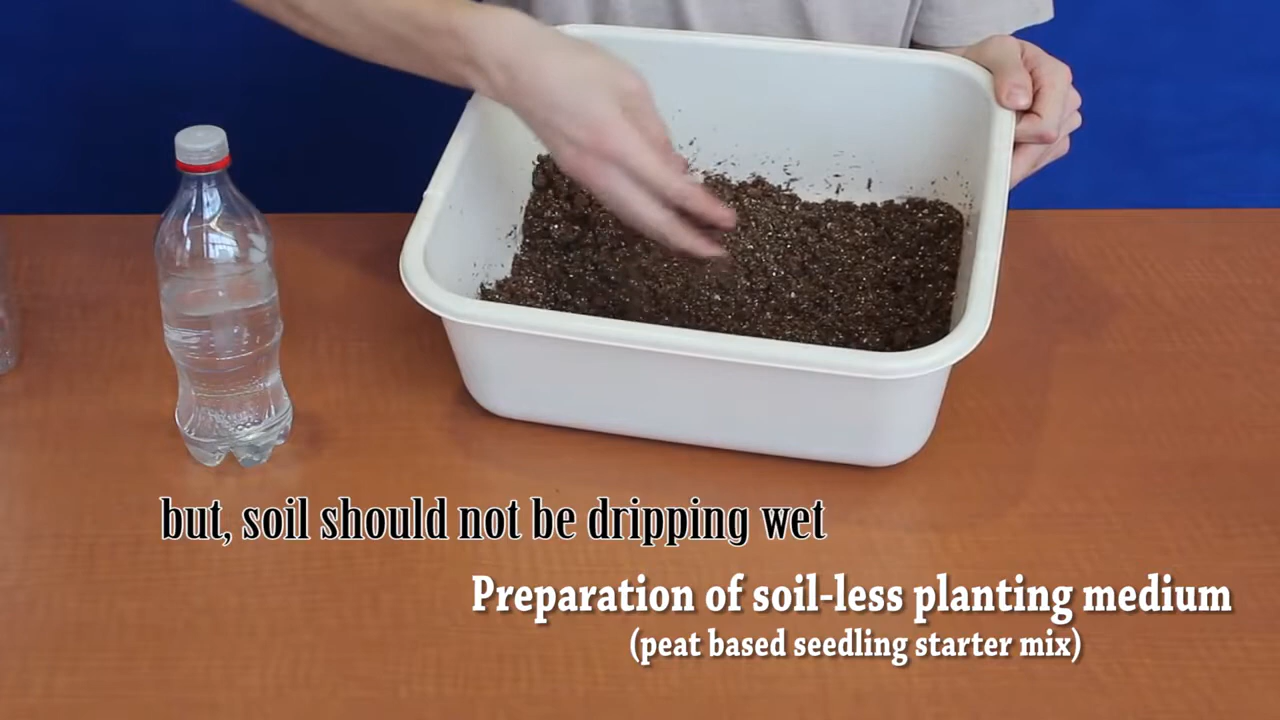 but, soil should not be dripping wet
Preparation of soil-less planting medium
(peat based seedling starter mix)